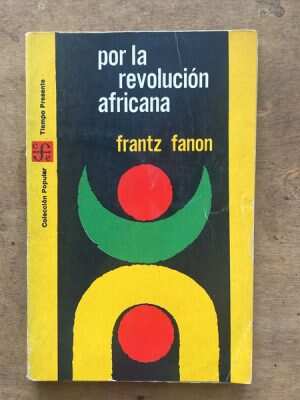 por la
revolución
africana
frantz fanon
Colección Popular
Tiempo Presente